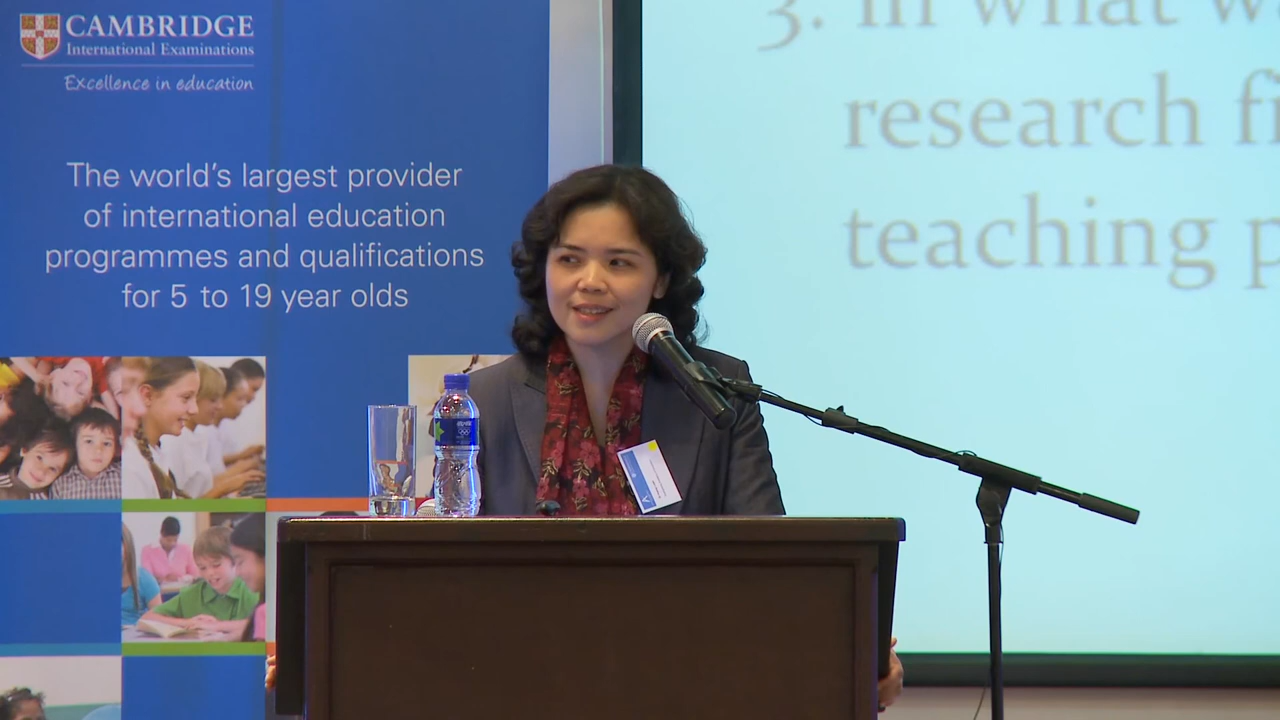 CAMBRIDGE
International Examinations
Excellence in education
The world's largest provider
of international education
programmes and qualifications
for 5 to 19 year olds
3. In what w
research fi
teaching p